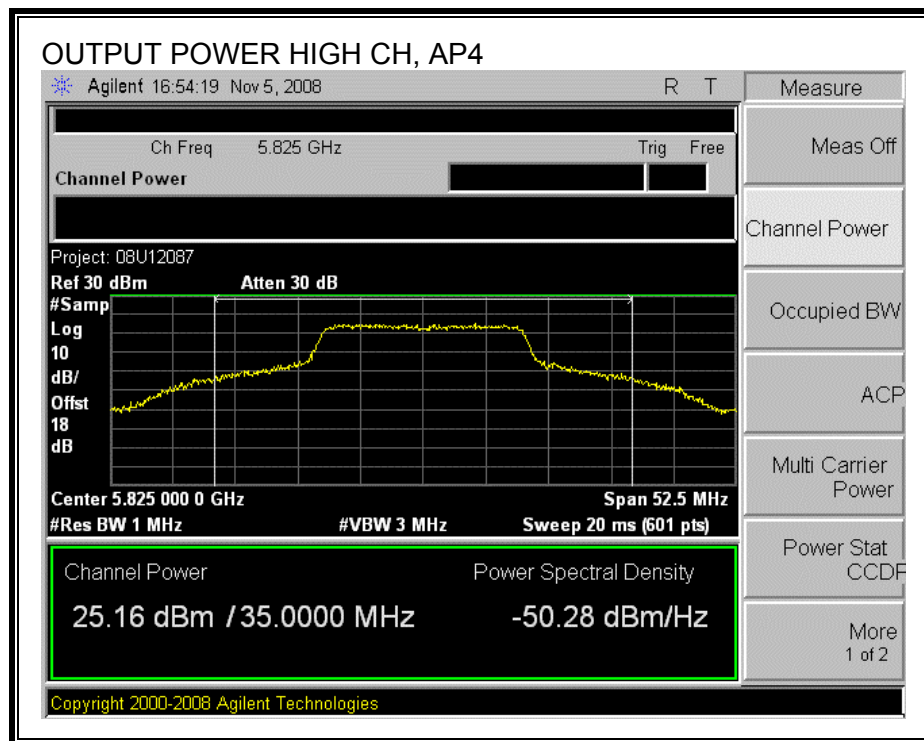 OUTPUT POWER HIGH CH, AP4
Agilent 16:54:19 Nov 5, 2008 R T
Measure
Meas Off
Ch Freq 5.825 GHz Trig Free
Channel Power
Channel Power
Project: 08U12087
Ref 30 dBm Atten 30 dB
#Samp
Log
10
dB/
Offst
18
dB
Occupied BW
ACP
Multi Carrier
Power
Center 5.825 000 0 GHz Span 52.5 MHz
#Res BW 1 MHz #VBW 3 MHz Sweep 20 ms (601 pts)
Power Stat
CCDF
Channel Power Power Spectral Density
25.16 dBm / 35.0000 MHz -50.28 dBm/Hz
More
1 of 2
Copyright 2000-2008 Agilent Technologies